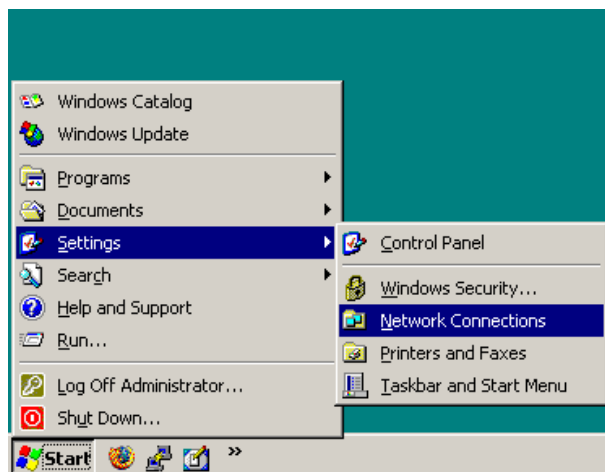 Windows Catalog
Windows Update
Programs
Documents
Settings
Search
Help and Support
Run...
Log Off Administrator...
Shut Down...
Control Panel
Windows Security...
Network Connections
Printers and Faxes
Taskbar and Start Menu
Start
»